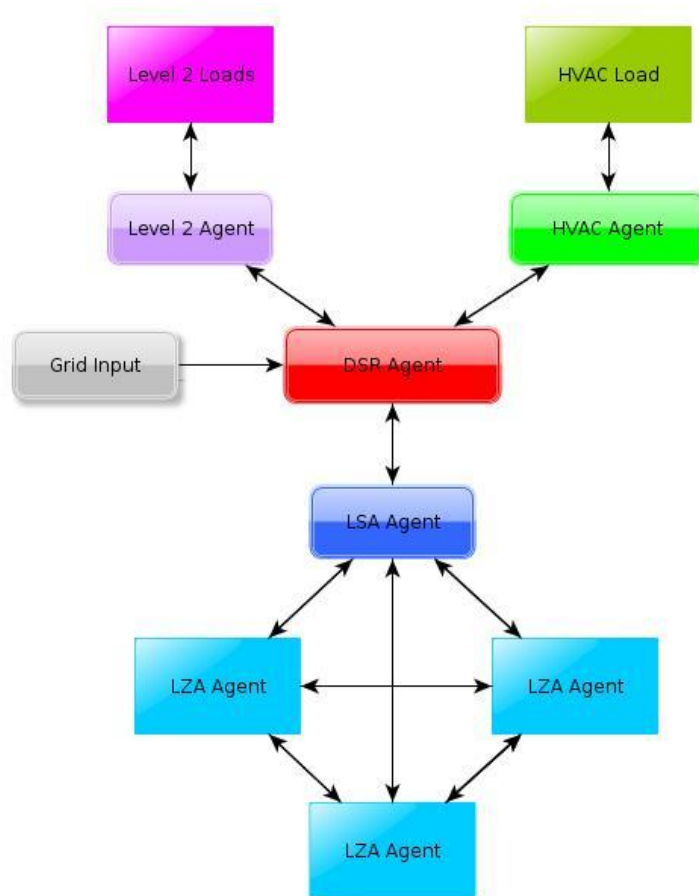 Level 2 Loads
HVAC Load
Level 2 Agent
HVAC Agent
Grid Input
DSR Agent
LSA Agent
LZA Agent
LZA Agent
LZA Agent